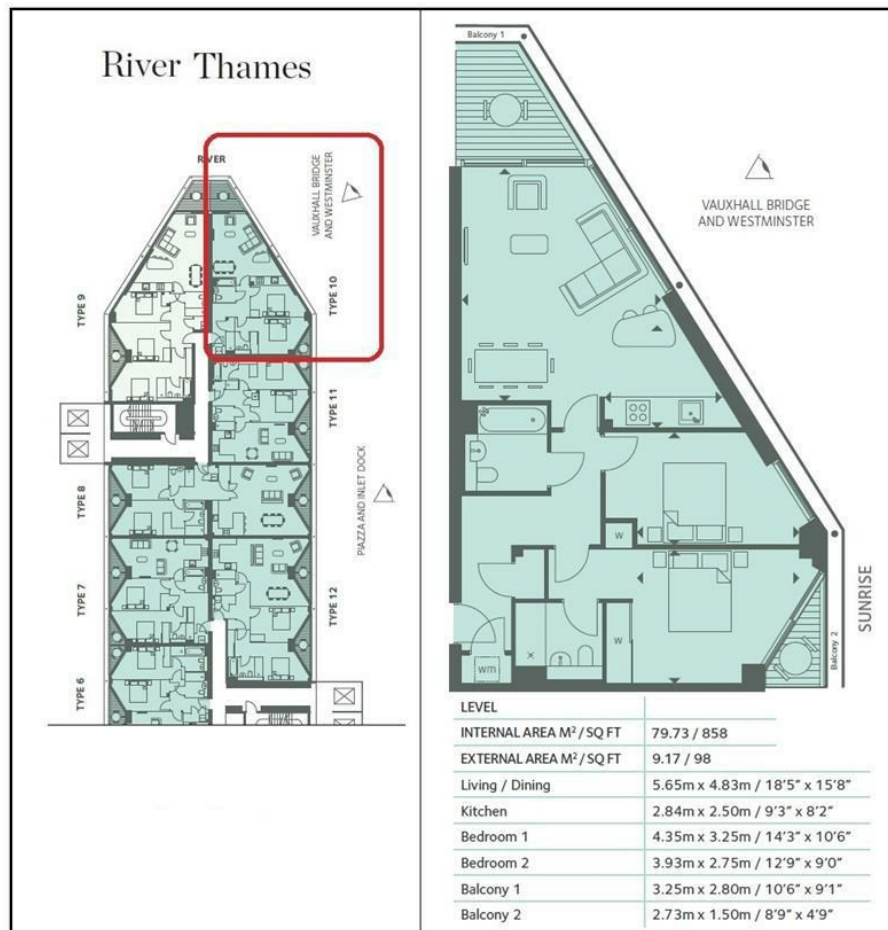 River Thames
RIVER
VAUXHALL BRIDGE
AND WESTMINSTER
TYPE 9
TYPE 10
TYPE 11
TYPE 8
PIAZZA AND INLET DOCK
TYPE 7
TYPE 12
TYPE 6
Balcony 1
VAUXHALL BRIDGE
AND WESTMINSTER
W
W
wm
SUNRISE
Balcony 2
LEVEL
INTERNAL AREA M² / SQ FT 79.73 / 858
EXTERNAL AREA M² / SQ FT 9.17 / 98
Living / Dining 5.65m x 4.83m / 18'5" x 15'8"
Kitchen 2.84m x 2.50m / 9'3" x 8'2"
Bedroom 1 4.35m x 3.25m / 14'3" x 10'6"
Bedroom 2 3.93m x 2.75m / 12'9" x 9'0"
Balcony 1 3.25m x 2.80m / 10'6" x 9'1"
Balcony 2 2.73m x 1.50m / 8'9" x 4'9"